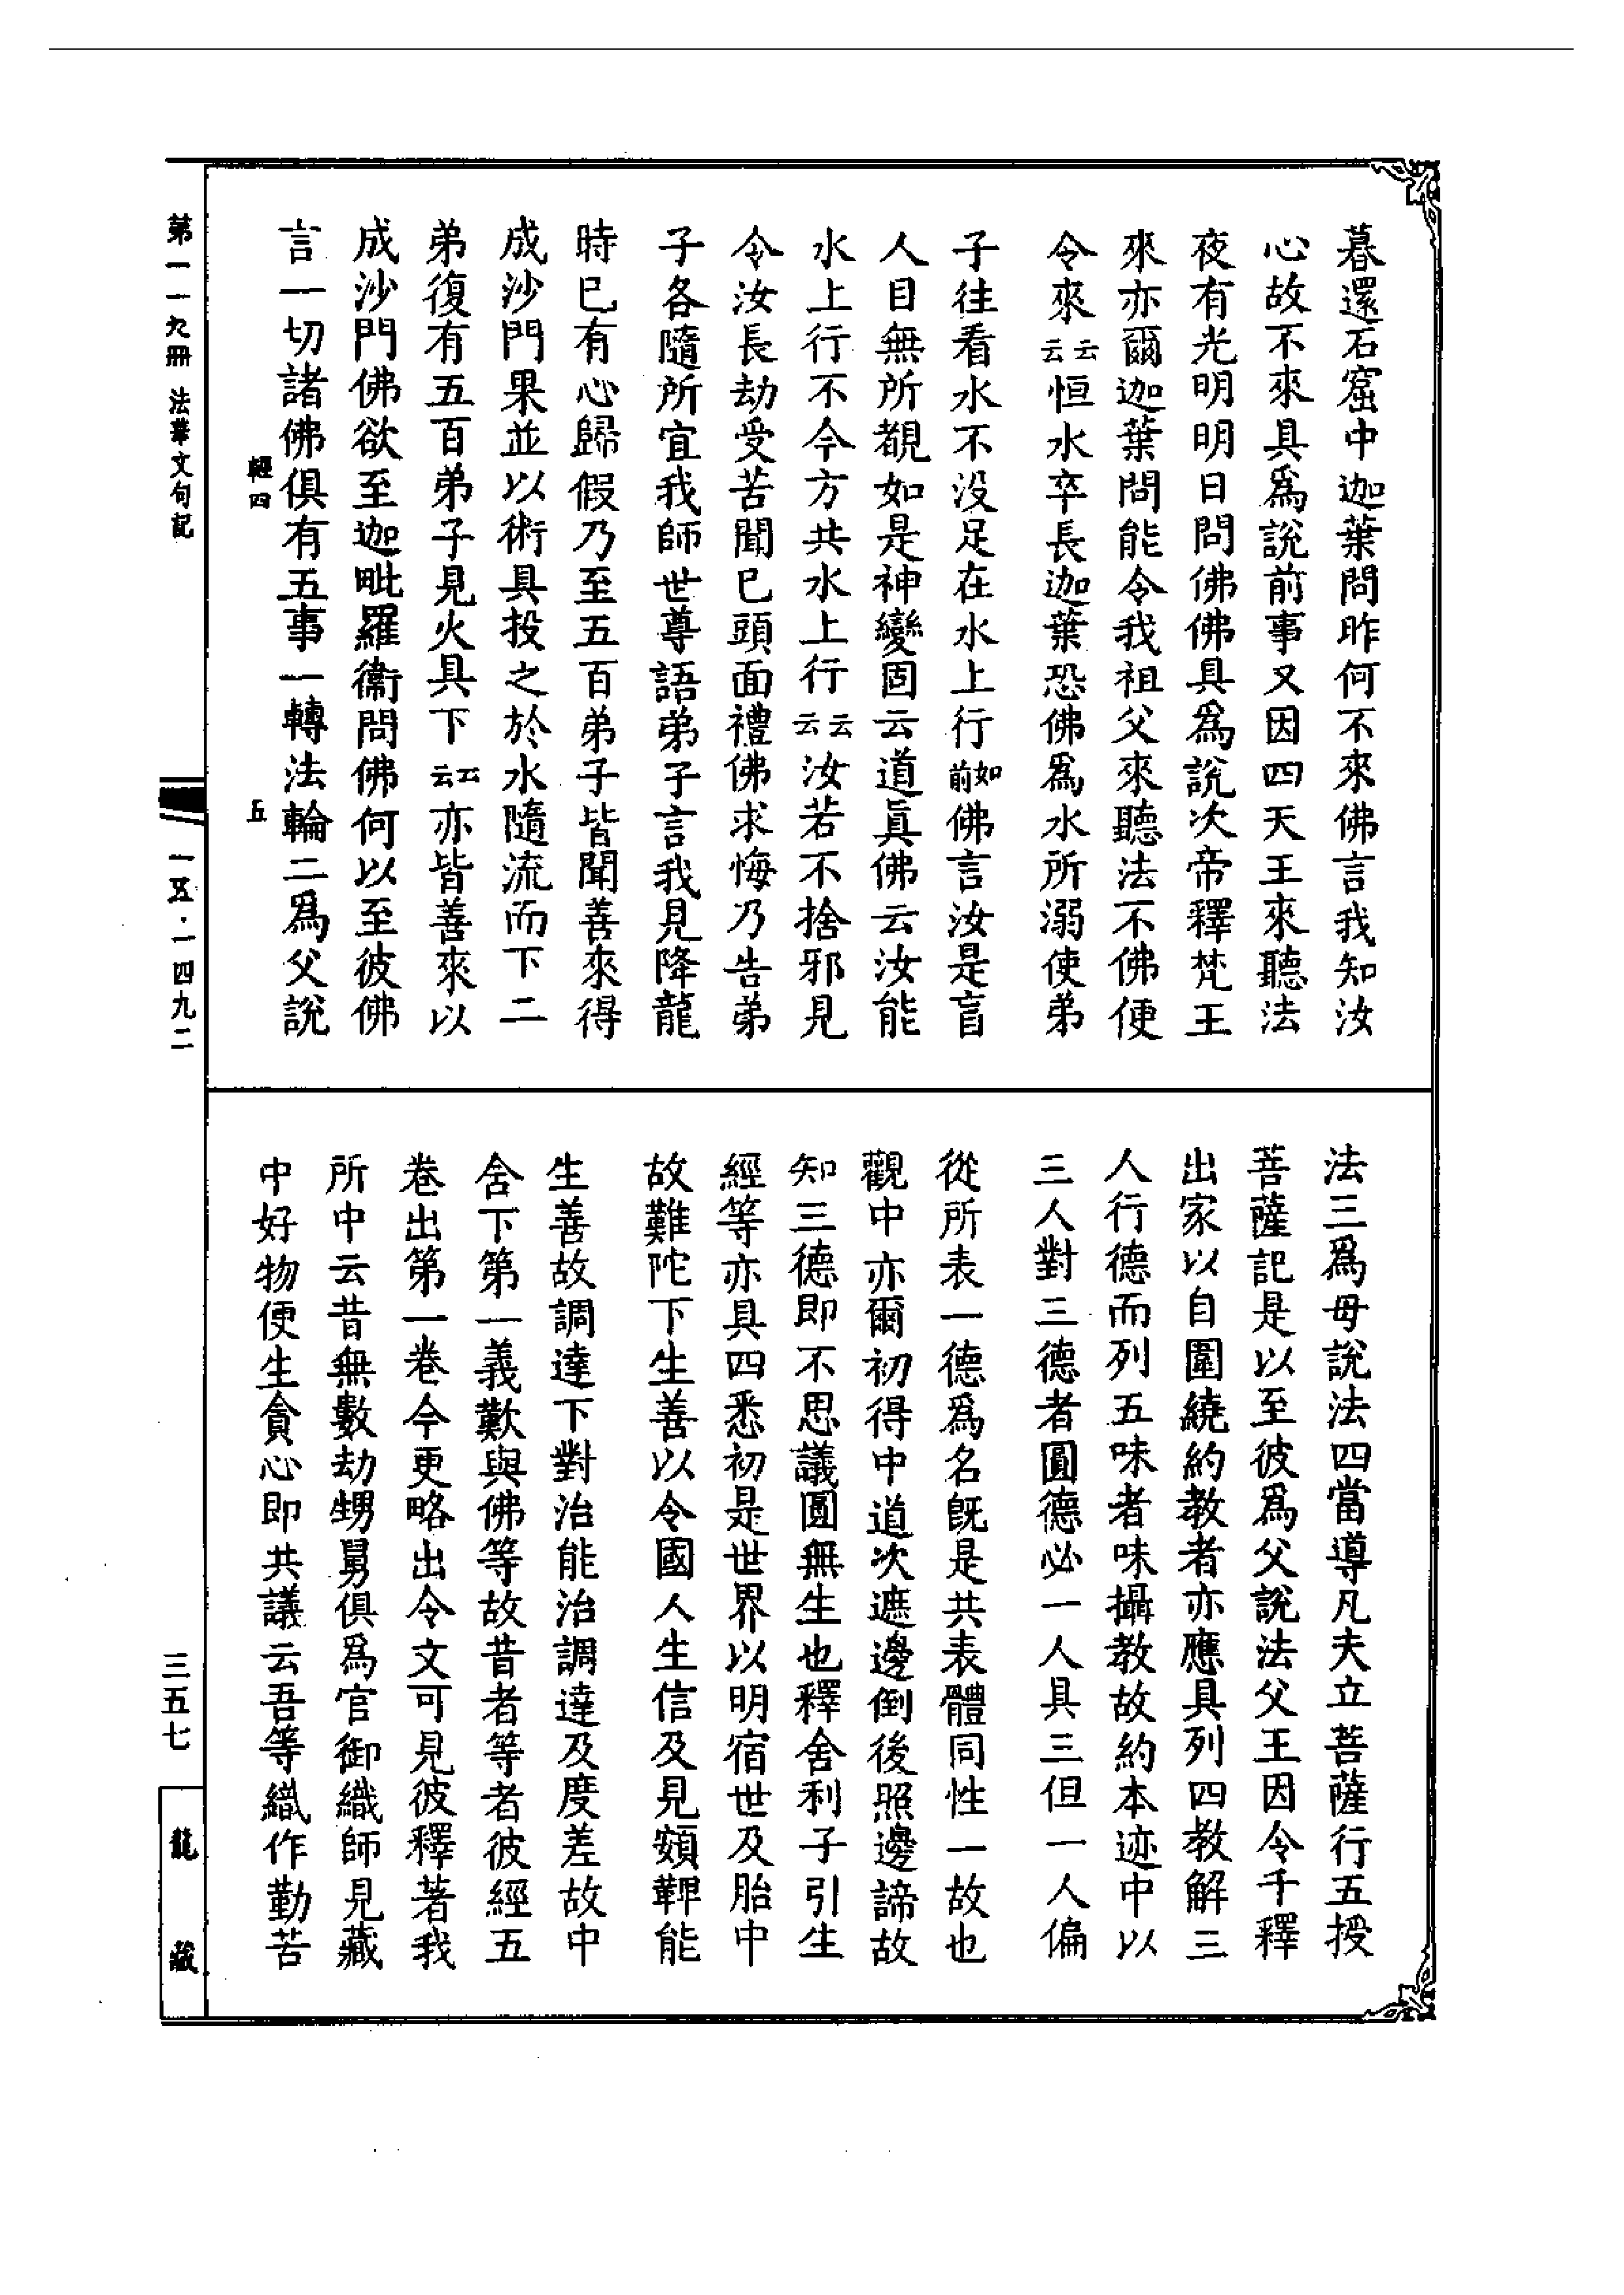 暮還石窟中迦葉問昨何不來佛言我知汝
心故不來具爲說前事又因四天王來聽法
夜有光明明日問佛佛具爲說次帝釋梵王
來亦爾迦葉問能令我祖父來聽法不佛便
令來云云恒水卒長迦葉恐佛爲水所溺使弟
子往看水不没足在水上行如前佛言汝是盲
人目無所覩如是神變固云道眞佛云汝能
水上行不今方共水上行云云汝若不捨邪見
令汝長劫受苦聞已頭面禮佛求悔乃告弟
子各隨所宜我師世尊語弟子言我見降龍
時已有心歸假乃至五百弟子皆聞善來得
成沙門果並以術具投之於水隨流而下二
弟復有五百弟子見火具下云云亦皆善來以
成沙門佛欲至迦毗羅衞問佛何以至彼佛
言一切諸佛俱有五事一轉法輪二爲父說
法三爲母說法四當導凡夫立菩薩行五授
菩薩記是以至彼爲父說法父王因令千釋
出家以自圍繞約教者亦應具列四教解三
人行德而列五味者味攝教故約本迹中以
三人對三德者圓德必一人具三但一人偏
從所表一德爲名旣是共表體同性一故也
觀中亦爾初得中道次遮邊倒後照邊諦故
知三德即不思議圓無生也釋舍利子引生
經等亦具四悉初是世界以明宿世及胎中
故難陀下生善以令國人生信及見頞鞞能
生善故調達下對治能治調達及度差故中
舍下第一義歎與佛等故昔者等者彼經五
卷出第一卷今更略出令文可見彼釋著我
所中云昔無數劫甥舅俱爲官御織師見藏
中好物便生貪心即共議云吾等織作勤苦
輕四
五
第一一九冊 法華文句記
一五·一四九二
三五七
龍藏